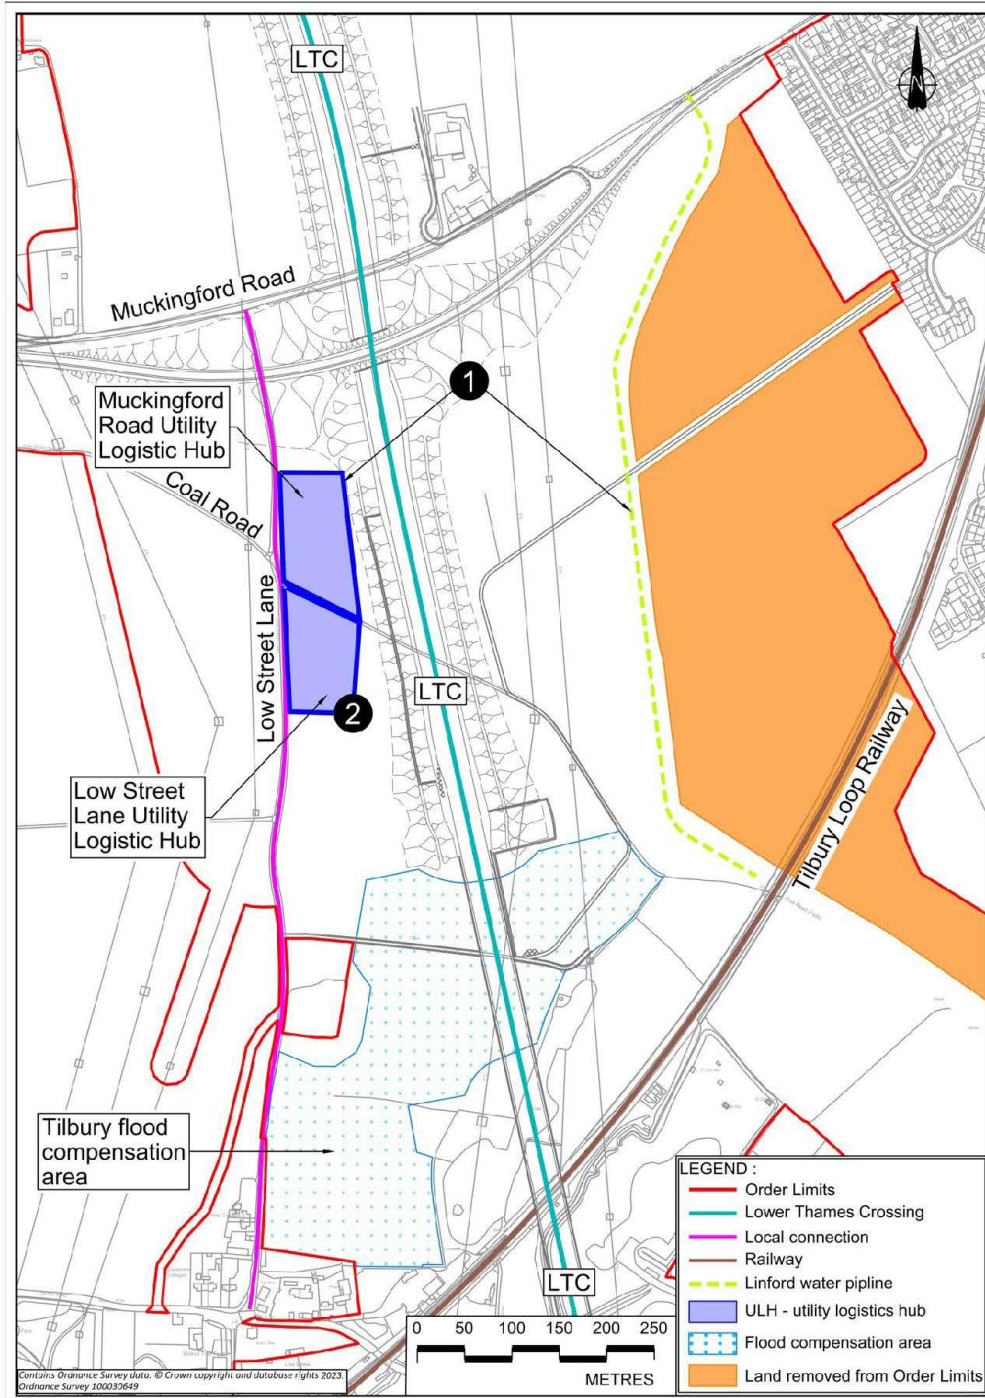 LTC
N
Muckingford Road
1
Muckingford
Road Utility
Logistic Hub
Coal Road
Low Street Lane
LTC
2
Low Street
Lane Utility
Logistic Hub
Tilbury Loop Railway
Tilbury flood
compensation
area
LTC
0 50 100 150 200 250
METRES
LEGEND :
Order Limits
Lower Thames Crossing
Local connection
Railway
Linford water pipline
ULH - utility logistics hub
Flood compensation area
Land removed from Order Limits
Contains Ordnance Survey data. © Crown copyright and database rights 2023.
Ordnance Survey 100030649